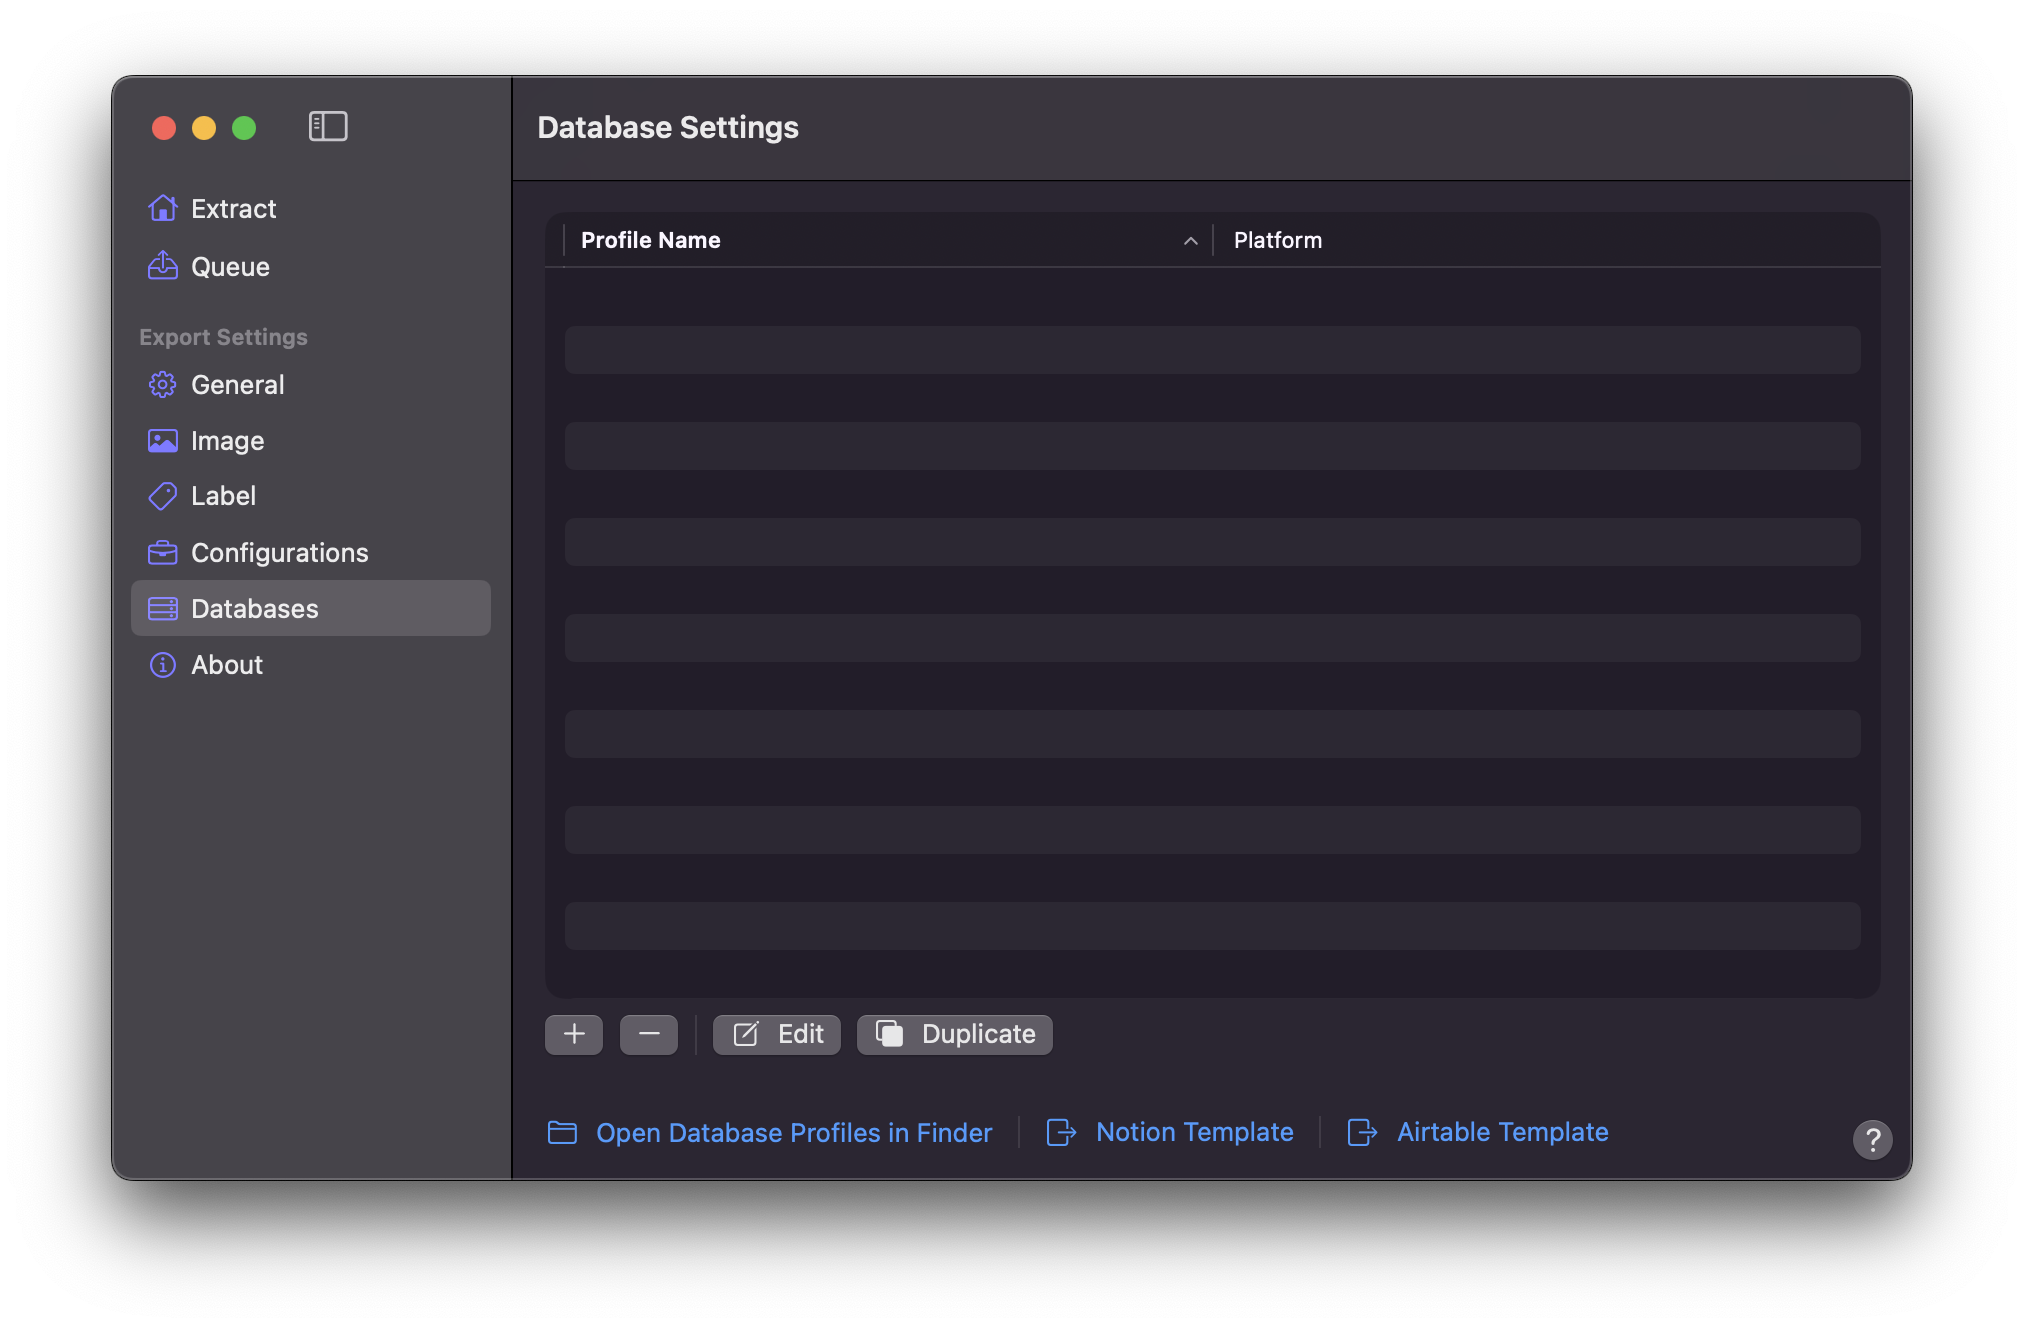 Extract
Queue
Export Settings
General
Image
Label
Configurations
Databases
About
Database Settings
Profile Name
Platform
Edit
Duplicate
Open Database Profiles in Finder
Notion Template
Airtable Template
?